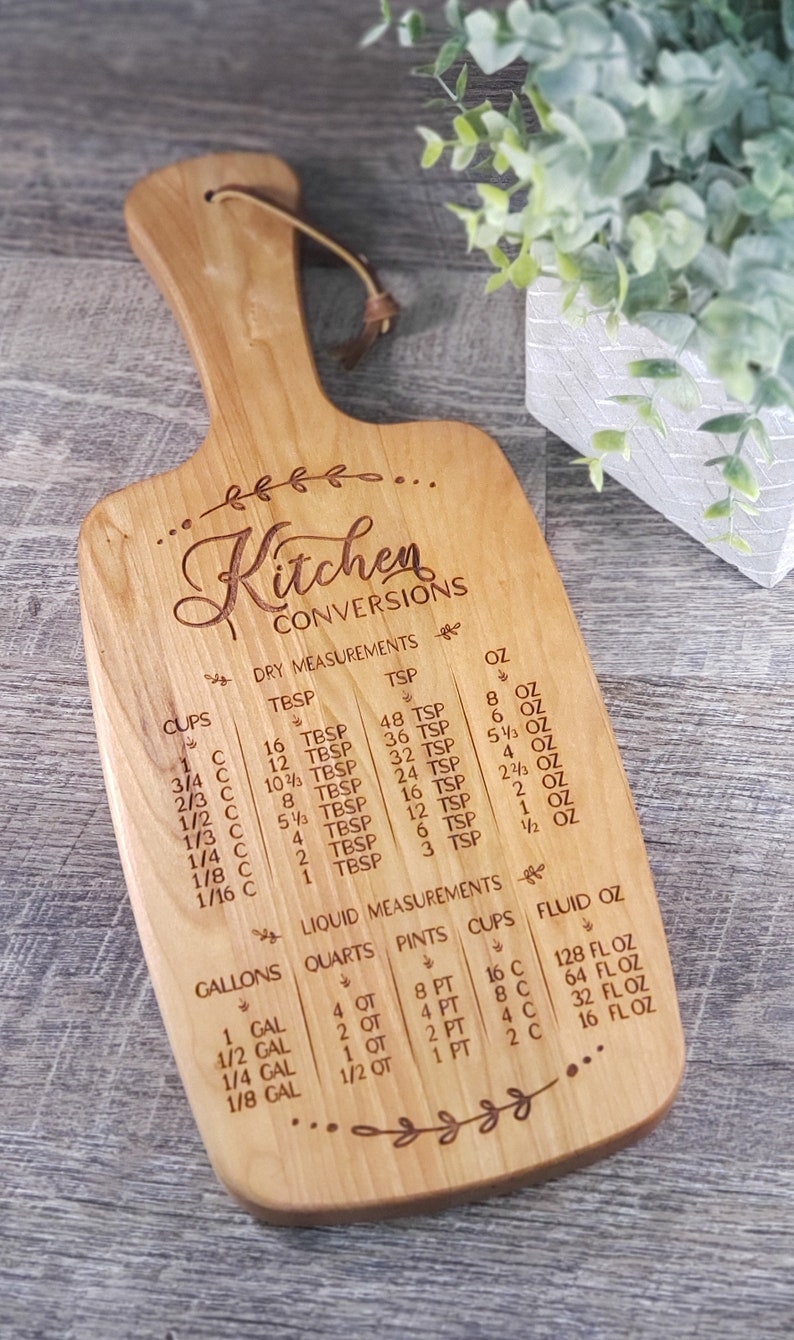 Kitchen
CONVERSIONS
DRY MEASUREMENTS
CUPS TBSP TSP OZ
1 C 16 TBSP 48 TSP 8 OZ
3/4 C 12 TBSP 36 TSP 6 OZ
2/3 C 10 2/3 TBSP 32 TSP 5 1/3 OZ
1/2 C 8 TBSP 24 TSP 4 OZ
1/3 C 5 1/3 TBSP 16 TSP 2 2/3 OZ
1/4 C 4 TBSP 12 TSP 2 OZ
1/8 C 2 TBSP 6 TSP 1 OZ
1/16 C 1 TBSP 3 TSP 1/2 OZ
LIQUID MEASUREMENTS
GALLONS QUARTS PINTS CUPS FLUID OZ
1 GAL 4 QT 8 PT 16 C 128 FL OZ
1/2 GAL 2 QT 4 PT 8 C 64 FL OZ
1/4 GAL 1 QT 2 PT 4 C 32 FL OZ
1/8 GAL 1/2 QT 1 PT 2 C 16 FL OZ